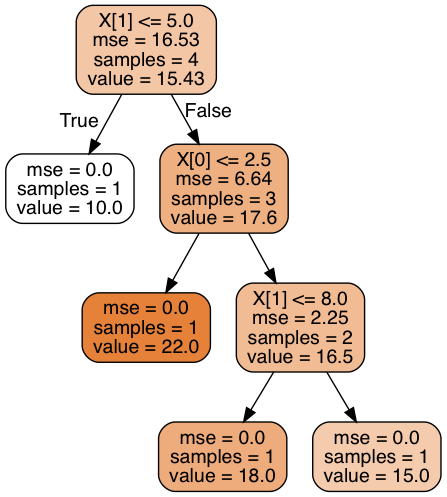 X[1] <= 5.0
mse = 16.53
samples = 4
value = 15.43
True
False
mse = 0.0
samples = 1
value = 10.0
X[0] <= 2.5
mse = 6.64
samples = 3
value = 17.6
mse = 0.0
samples = 1
value = 22.0
X[1] <= 8.0
mse = 2.25
samples = 2
value = 16.5
mse = 0.0
samples = 1
value = 18.0
mse = 0.0
samples = 1
value = 15.0